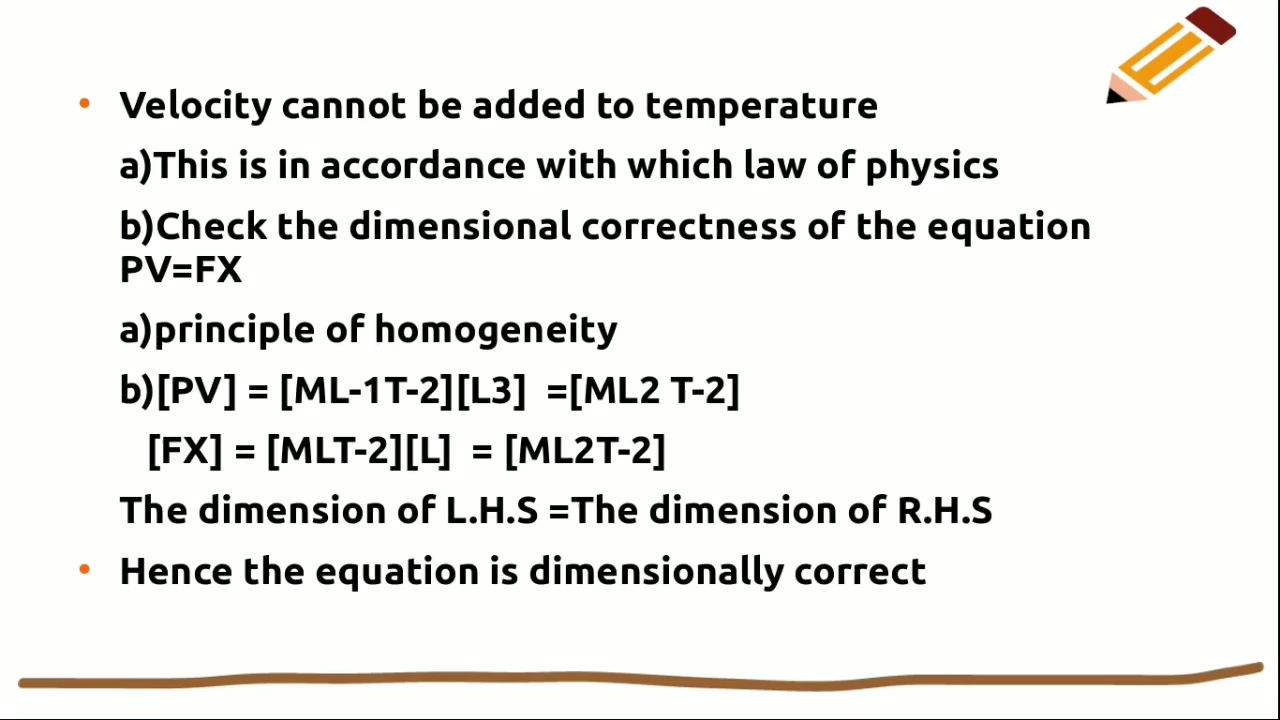 Velocity cannot be added to temperature
a)This is in accordance with which law of physics
b)Check the dimensional correctness of the equation
PV=FX
a)principle of homogeneity
b)[PV] = [ML-1T-2][L3] =[ML2 T-2]
[FX] = [MLT-2][L] = [ML2T-2]
The dimension of L.H.S =The dimension of R.H.S
Hence the equation is dimensionally correct